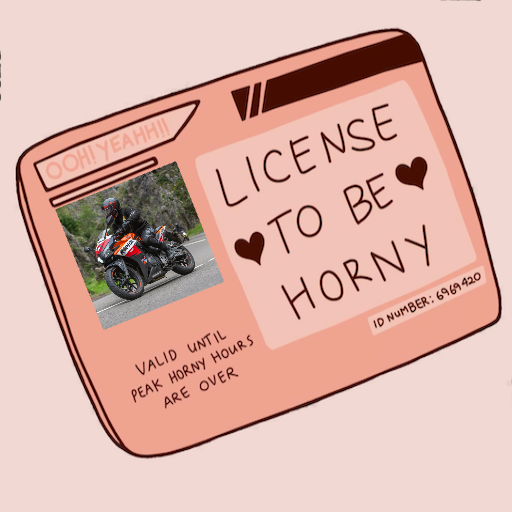 OOH! YEAHH!!
LICENSE
TO BE
HORNY
ID NUMBER: 6969420
VALID UNTIL
PEAK HORNY HOURS
ARE OVER